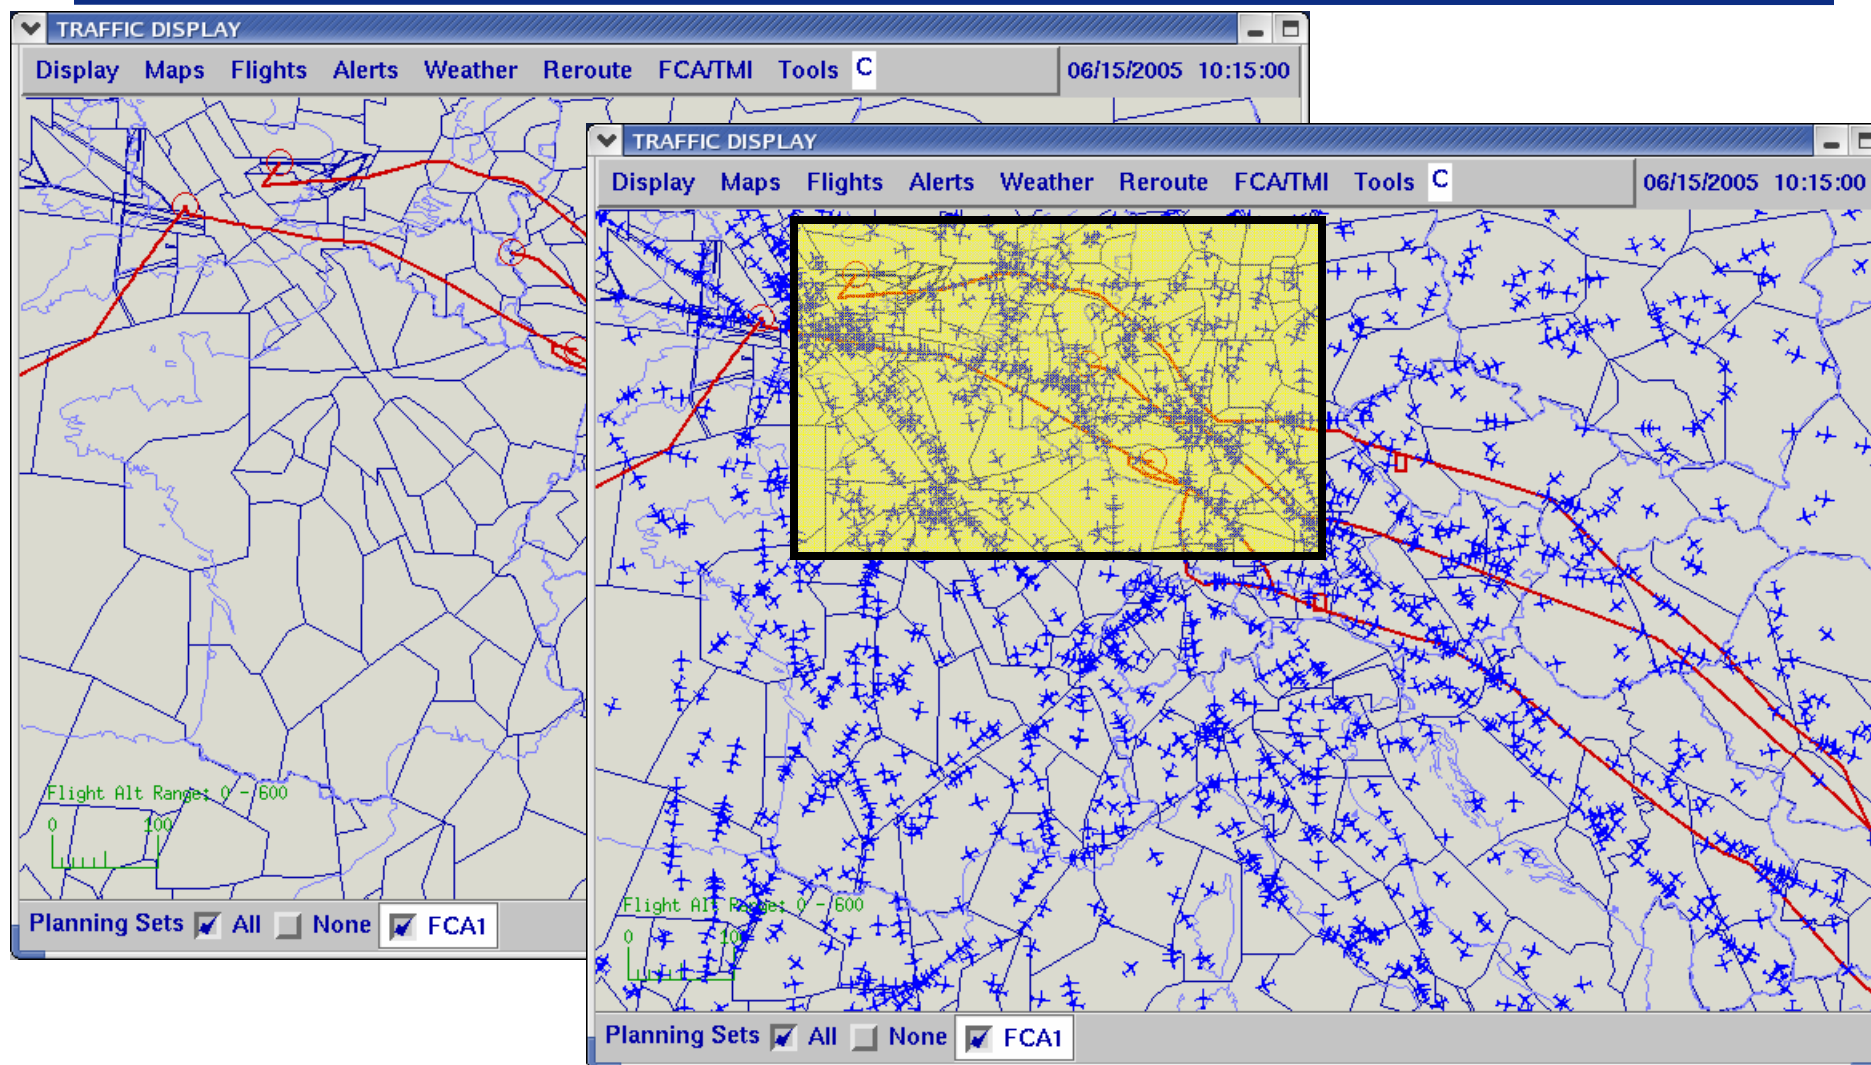 TRAFFIC DISPLAY
Display Maps Flights Alerts Weather Reroute FCA/TMI Tools C 06/15/2005 10:15:00
Flight Alt Range: 0 - 600
0 100
Planning Sets All None FCA1
TRAFFIC DISPLAY
Display Maps Flights Alerts Weather Reroute FCA/TMI Tools C 06/15/2005 10:15:00
Flight Alt Range: 0 - 600
0 100
Planning Sets All None FCA1